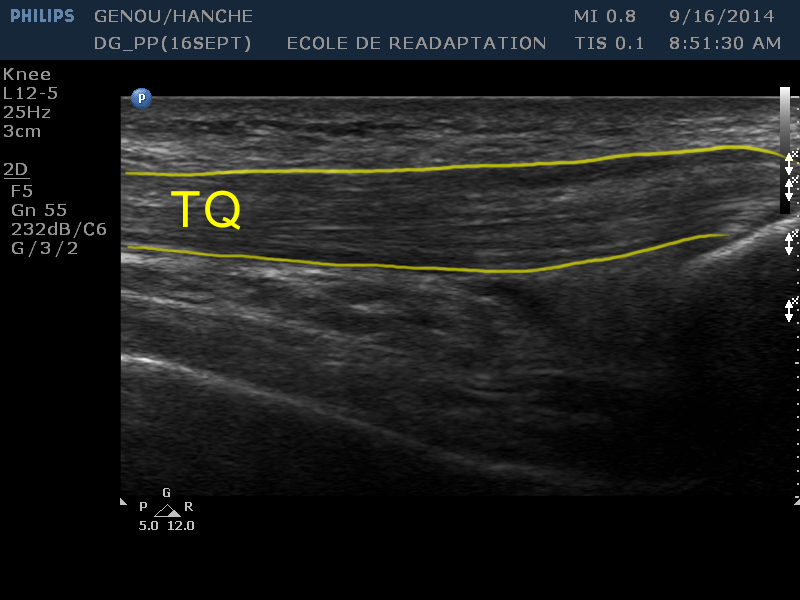 PHILIPS GENOU/HANCHE MI 0.8 9/16/2014
DG_PP(16SEPT) ECOLE DE READAPTATION TIS 0.1 8:51:30 AM
Knee
L12-5
25Hz
3cm
2D
F5
Gn 55
232dB/C6
G/3/2
P
TQ
G
P R
5.0 12.0